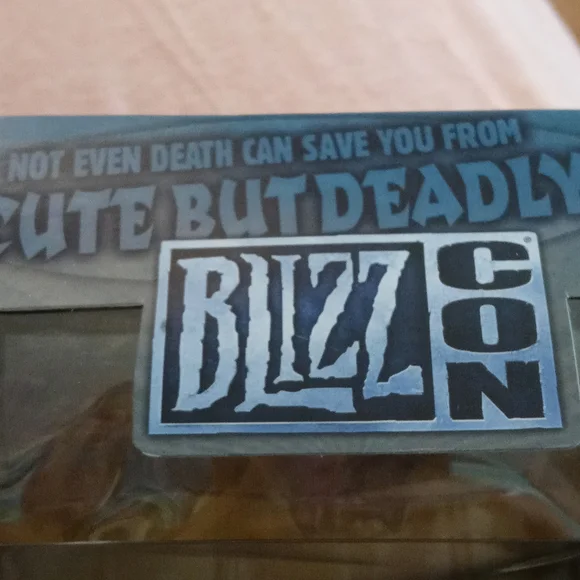 NOT EVEN DEATH CAN SAVE YOU FROM
CUTE BUT DEADLY
BLIZZ
CON